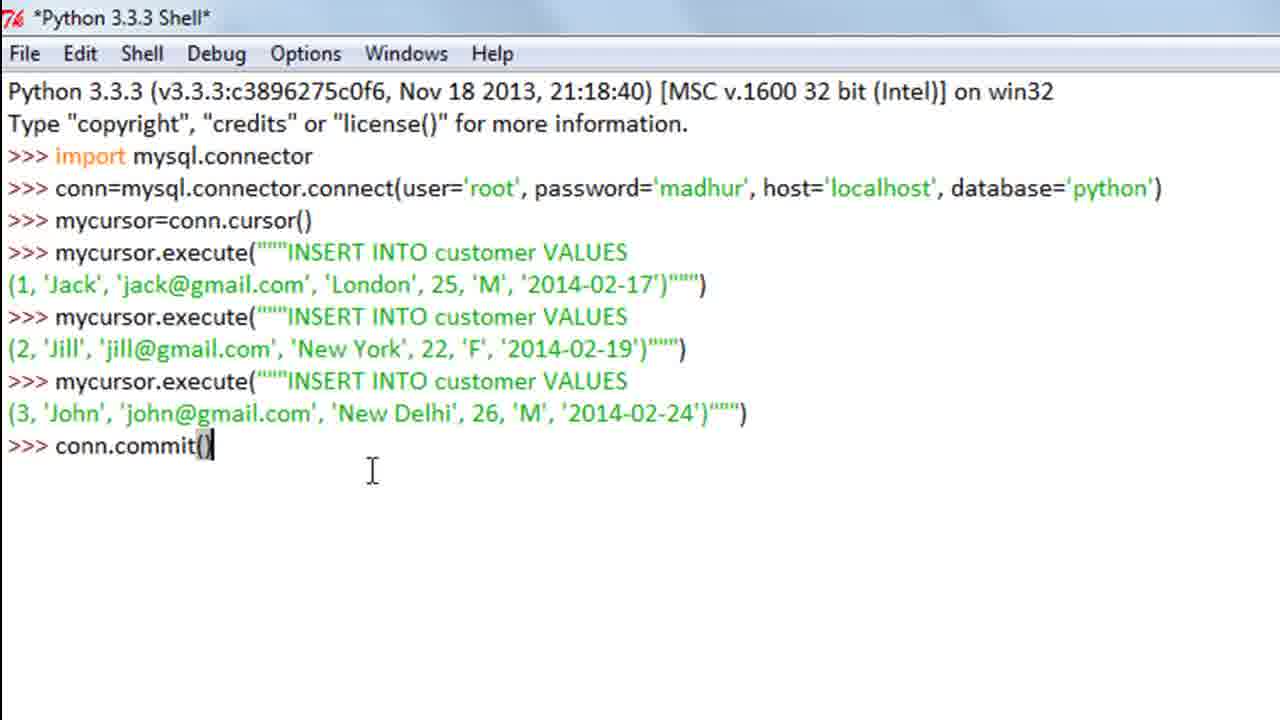 *Python 3.3.3 Shell*
File Edit Shell Debug Options Windows Help
Python 3.3.3 (v3.3.3:c3896275c0f6, Nov 18 2013, 21:18:40) [MSC v.1600 32 bit (Intel)] on win32
Type "copyright", "credits" or "license()" for more information.
>>> import mysql.connector
>>> conn=mysql.connector.connect(user='root', password='madhur', host='localhost', database='python')
>>> mycursor=conn.cursor()
>>> mycursor.execute("""INSERT INTO customer VALUES
(1, 'Jack', 'jack@gmail.com', 'London', 25, 'M', '2014-02-17')""")
>>> mycursor.execute("""INSERT INTO customer VALUES
(2, 'Jill', 'jill@gmail.com', 'New York', 22, 'F', '2014-02-19')""")
>>> mycursor.execute("""INSERT INTO customer VALUES
(3, 'John', 'john@gmail.com', 'New Delhi', 26, 'M', '2014-02-24')""")
>>> conn.commit()